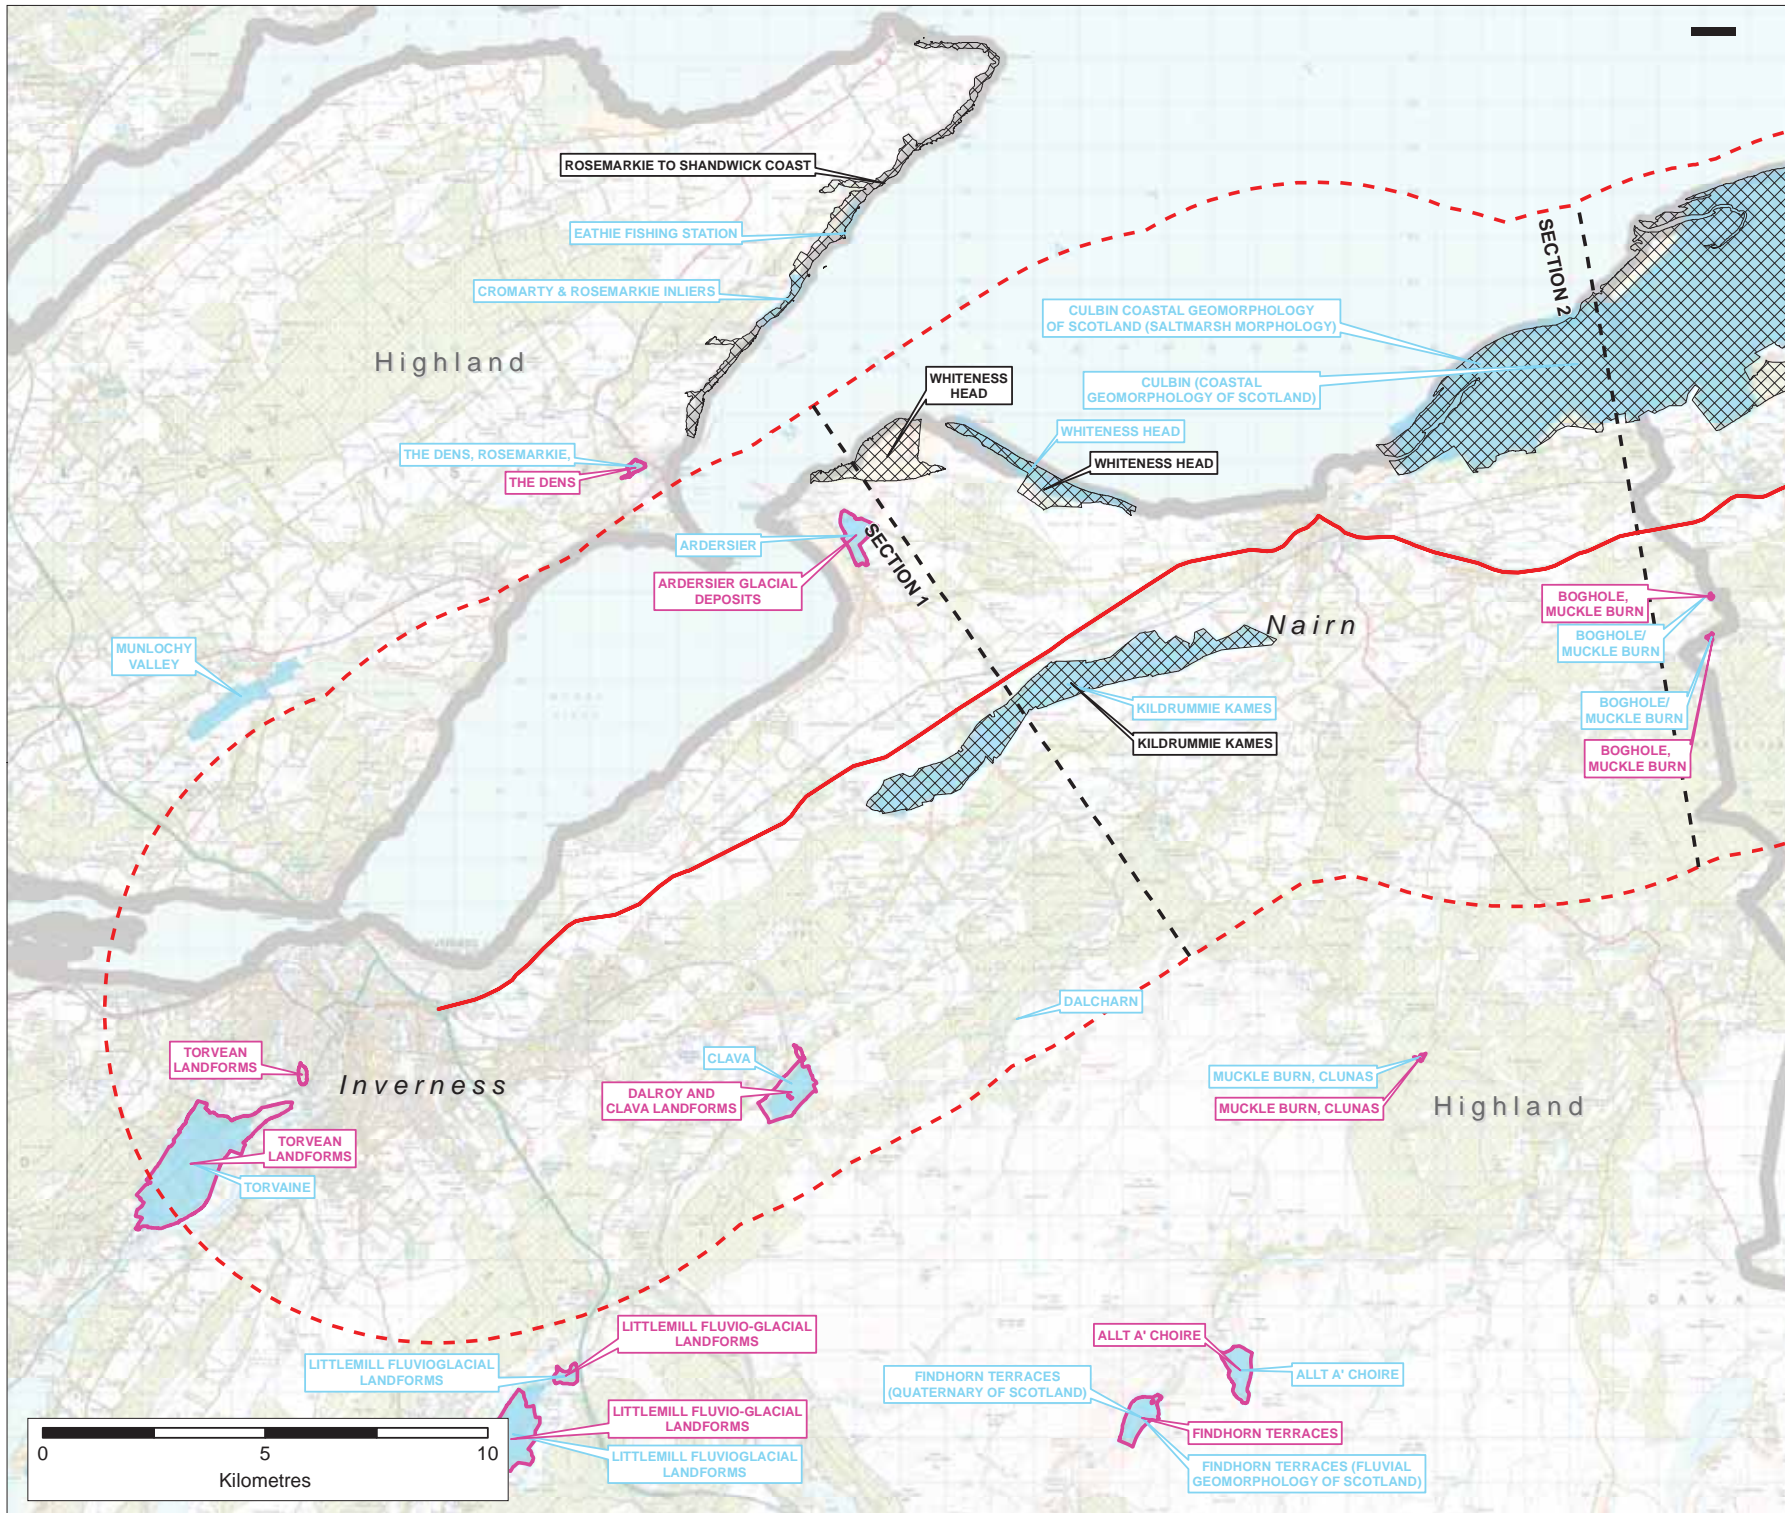 ROSEMARKIE TO SHANDWICK COAST
EATHIE FISHING STATION
SECTION 2
CROMARTY & ROSEMARKIE INLIERS
CULBIN COASTAL GEOMORPHOLOGY
OF SCOTLAND (SALTMARSH MORPHOLOGY)
Highland
WHITENESS
HEAD
CULBIN (COASTAL
GEOMORPHOLOGY OF SCOTLAND)
WHITENESS HEAD
THE DENS, ROSEMARKIE,
WHITENESS HEAD
THE DENS
ARDERSIER
SECTION 1
ARDERSIER GLACIAL
DEPOSITS
BOGHOLE,
MUCKLE BURN
Nairn
BOGHOLE/
MUCKLE BURN
MUNLOCHY
VALLEY
KILDRUMMIE KAMES
BOGHOLE/
MUCKLE BURN
KILDRUMMIE KAMES
BOGHOLE,
MUCKLE BURN
DALCHARN
TORVEAN
LANDFORMS
CLAVA
Inverness
MUCKLE BURN, CLUNAS
DALROY AND
CLAVA LANDFORMS
MUCKLE BURN, CLUNAS
Highland
TORVEAN
LANDFORMS
TORVAINE
DAVA
LITTLEMILL FLUVIO-GLACIAL
LANDFORMS
ALLT A' CHOIRE
LITTLEMILL FLUVIOGLACIAL
LANDFORMS
ALLT A' CHOIRE
FINDHORN TERRACES
(QUATERNARY OF SCOTLAND)
LITTLEMILL FLUVIO-GLACIAL
LANDFORMS
FINDHORN TERRACES
LITTLEMILL FLUVIOGLACIAL
LANDFORMS
FINDHORN TERRACES (FLUVIAL
GEOMORPHOLOGY OF SCOTLAND)
0 5 10
Kilometres